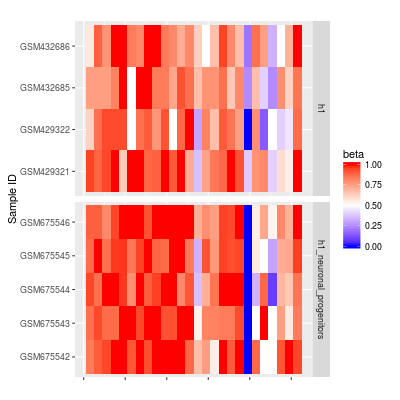 Sample ID
GSM432686
GSM432685
GSM429322
GSM429321
h1
GSM675546
GSM675545
GSM675544
GSM675543
GSM675542
h1_neuronal_progenitors
beta
1.00
0.75
0.50
0.25
0.00